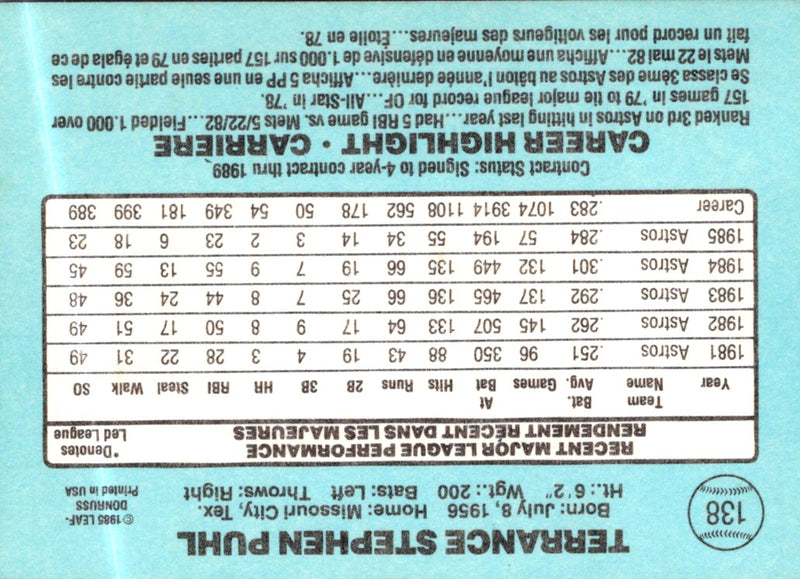 138
TERRANCE STEPHEN PUHL
Born: July 8, 1956 Home: Missouri City, Tex.
Ht.: 6'2" Wgt.: 200 Bats: Left Throws: Right
© 1985 LEAF-
DONRUSS
Printed in USA
RECENT MAJOR LEAGUE PERFORMANCE
RENDEMENT RÉCENT DANS LES MAJEURES
*Denotes
Led League
Year Team Name Bat. Avg. Games At Bat Hits Runs 2B 3B HR RBI Steal Walk SO
1981 Astros .251 96 350 88 43 19 4 3 28 22 31 49
1982 Astros .262 145 507 133 64 17 9 8 50 17 51 49
1983 Astros .292 137 465 136 66 25 7 8 44 24 36 48
1984 Astros .301 132 449 135 66 19 7 9 55 13 59 45
1985 Astros .284 57 194 55 34 14 3 2 23 6 18 23
Career .283 1074 3914 1108 562 178 50 54 349 181 399 389
Contract Status: Signed to 4-year contract thru 1989
CAREER HIGHLIGHT • CARRIERE
Ranked 3rd on Astros in hitting last year...Had 5 RBI game vs. Mets 5/22/82...Fielded 1.000 over
157 games in '79 to tie major league record for OF...All-Star in '78.
Se classa 3ème des Astros au bâton l'année dernière...Afficha 5 PP en une seule partie contre les
Mets le 22 mai 82...Afficha une moyenne en défensive de 1.000 sur 157 parties en 79 et égala de ce
fait un record pour les voltigeurs des majeures...Étoile en 78.